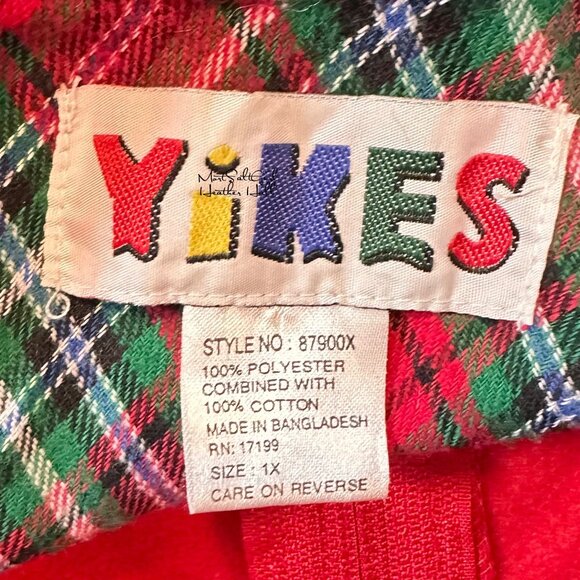 YiKES
STYLE NO : 87900X
100% POLYESTER
COMBINED WITH
100% COTTON
MADE IN BANGLADESH
RN: 17199
SIZE : 1X
CARE ON REVERSE